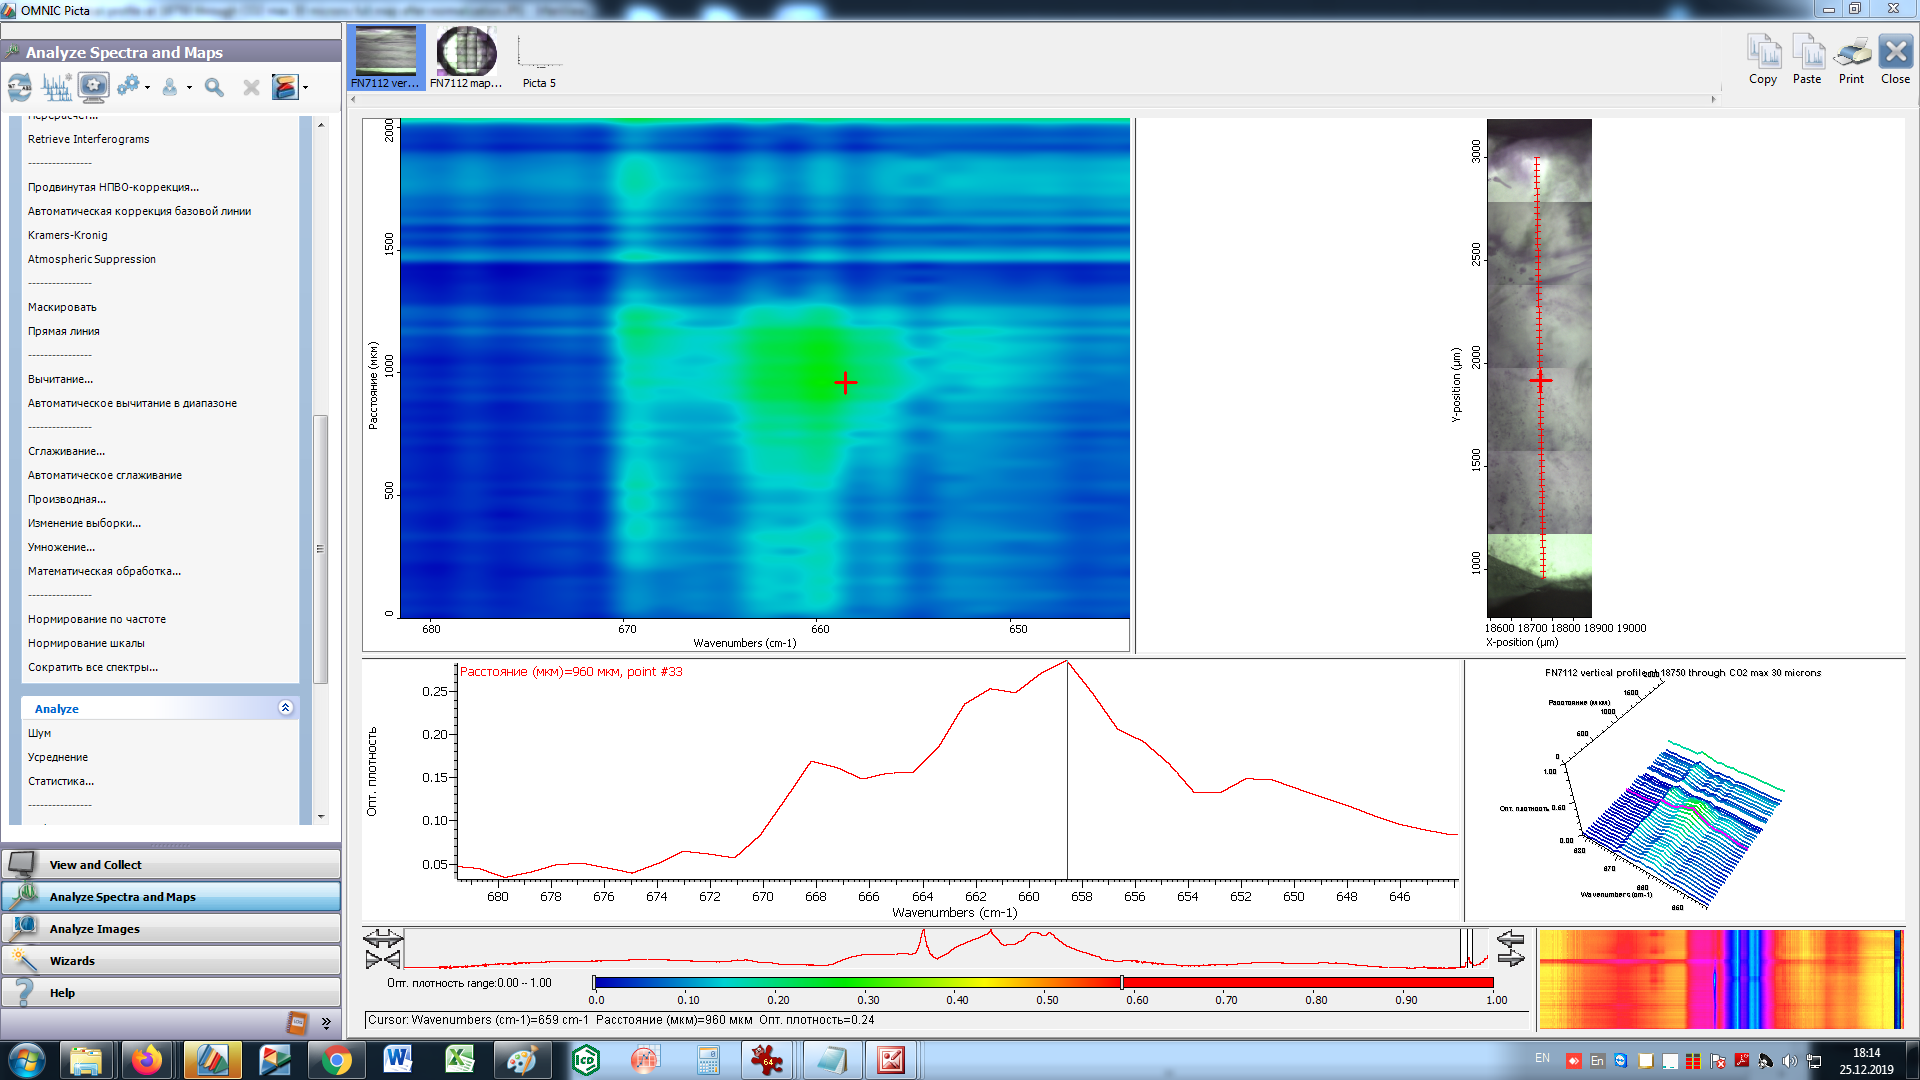 OMNIC Picta
Analyze Spectra and Maps
Перерасчет...
Retrieve Interferograms
----------------
Продвинутая НПВО-коррекция...
Автоматическая коррекция базовой линии
Kramers-Kronig
Atmospheric Suppression
----------------
Маскировать
Прямая линия
----------------
Вычитание...
Автоматическое вычитание в диапазоне
----------------
Сглаживание...
Автоматическое сглаживание
Производная...
Изменение выборки...
Умножение...
Математическая обработка...
----------------
Нормирование по частоте
Нормирование шкалы
Сократить все спектры...
Analyze
Шум
Усреднение
Статистика...
----------------
View and Collect
Analyze Spectra and Maps
Analyze Images
Wizards
Help
FN7112 ver... FN7112 map... Picta 5
Copy Paste Print Close
Расстояние (мкм)
2000
1500
1000
500
0
680 670 660 650
Wavenumbers (cm-1)
Y-position (µm)
3000
2500
2000
1500
1000
18600 18700 18800 18900 19000
X-position (µm)
Расстояние (мкм)=960 мкм, point #33
Опт. плотность
0.25
0.20
0.15
0.10
0.05
680 678 676 674 672 670 668 666 664 662 660 658 656 654 652 650 648 646
Wavenumbers (cm-1)
FN7112 vertical profile at 18750 through CO2 max 30 microns
2000
1600
Расстояние (мкм)
1000
500
0
1.00
Опт. плотность 0.50
0.00
680
670
660
Wavenumbers (cm-1)
650
Опт. плотность range:0.00 -- 1.00
0.0 0.10 0.20 0.30 0.40 0.50 0.60 0.70 0.80 0.90 1.00
Cursor: Wavenumbers (cm-1)=659 cm-1 Расстояние (мкм)=960 мкм Опт. плотность=0.24
EN
En
18:14
25.12.2019